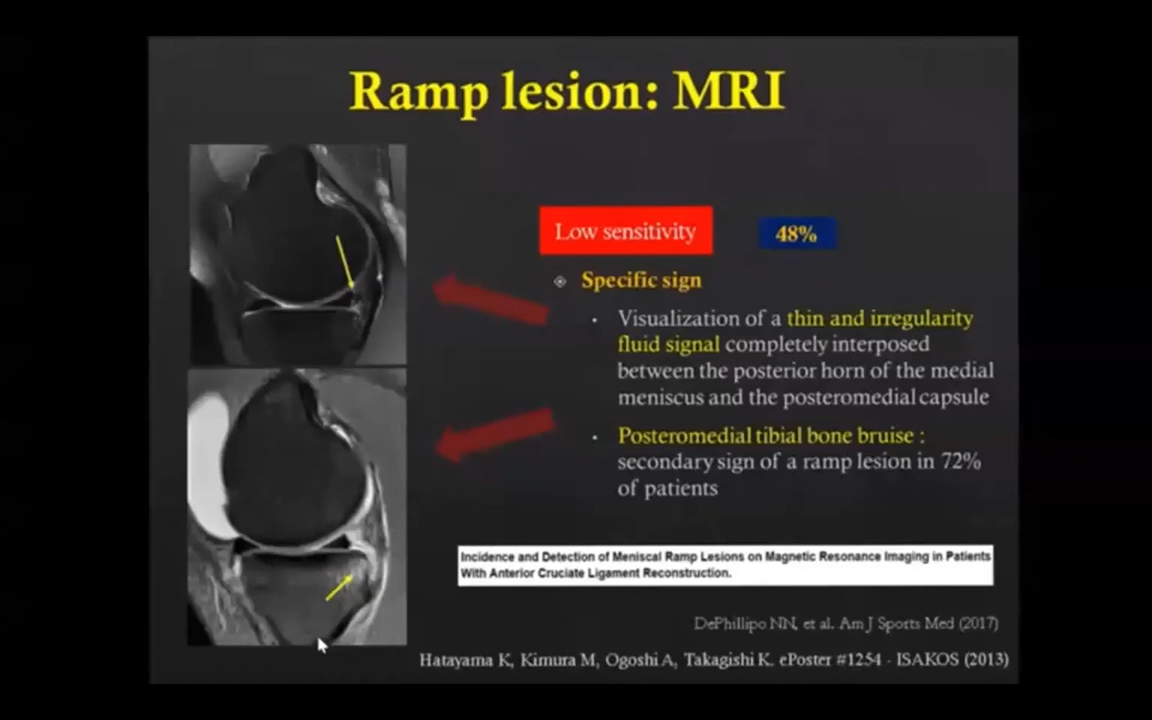 Ramp lesion: MRI
Low sensitivity 48%
Specific sign
Visualization of a thin and irregularity
fluid signal completely interposed
between the posterior horn of the medial
meniscus and the posteromedial capsule
Posteromedial tibial bone bruise :
secondary sign of a ramp lesion in 72%
of patients
Incidence and Detection of Meniscal Ramp Lesions on Magnetic Resonance Imaging in Patients
With Anterior Cruciate Ligament Reconstruction.
DePhillipo NN, et al. Am J Sports Med (2017)
Hatayama K, Kimura M, Ogoshi A, Takagishi K. ePoster #1254 - ISAKOS (2013)